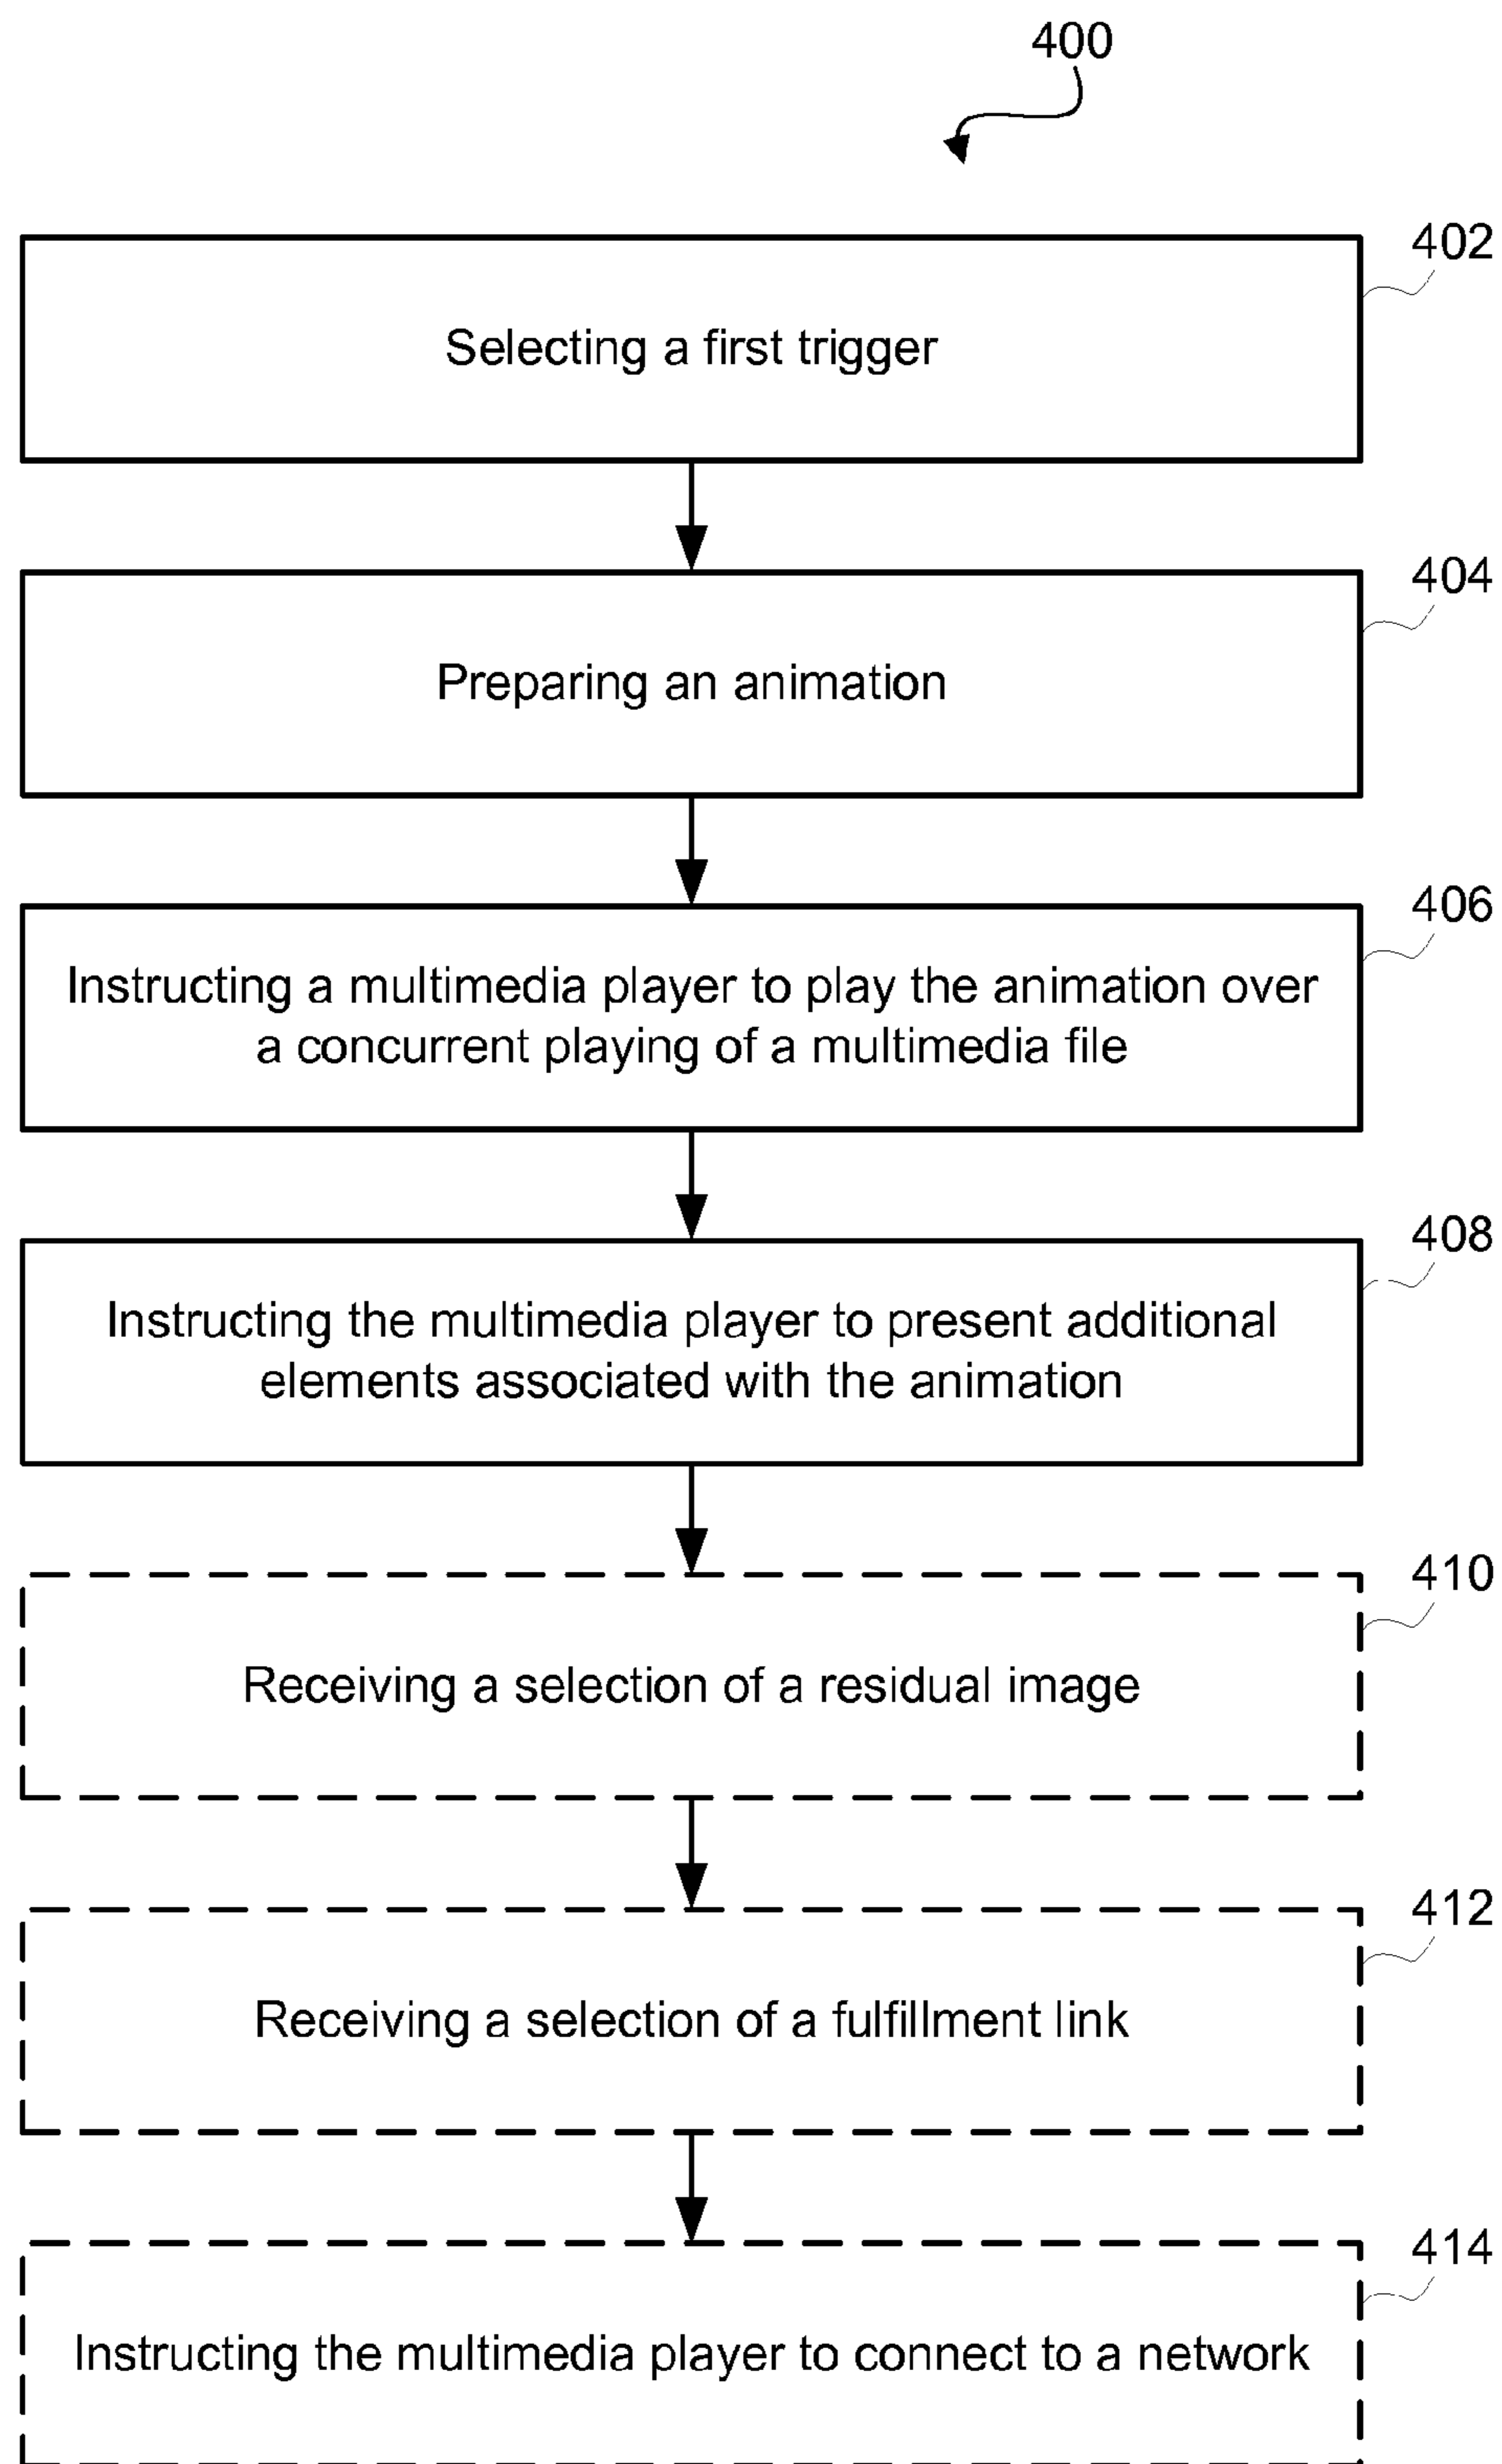 400
402
Selecting a first trigger
404
Preparing an animation
406
Instructing a multimedia player to play the animation over
a concurrent playing of a multimedia file
408
Instructing the multimedia player to present additional
elements associated with the animation
410
Receiving a selection of a residual image
412
Receiving a selection of a fulfillment link
414
Instructing the multimedia player to connect to a network